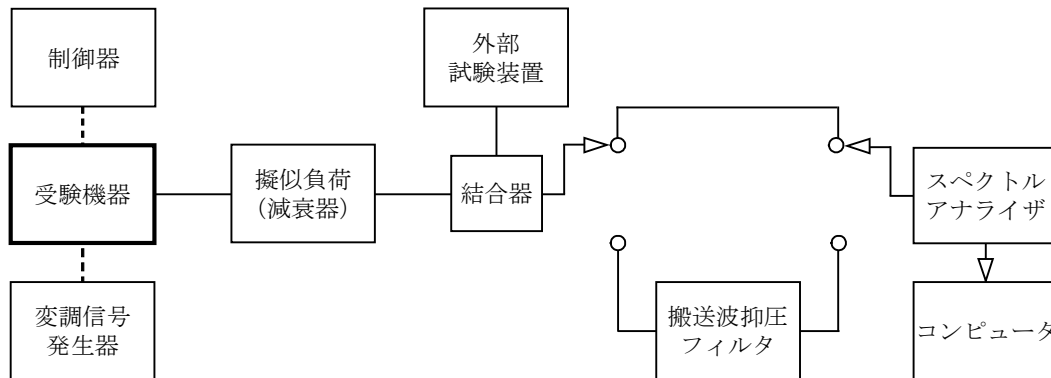 制御器
外部
試験装置
受験機器
擬似負荷
（減衰器）
結合器
スペクトル
アナライザ
変調信号
発生器
搬送波抑圧
フィルタ
コンピュータ